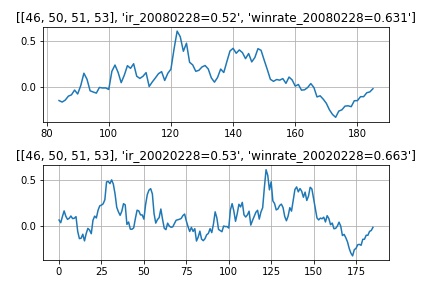 [[46, 50, 51, 53], 'ir_20080228=0.52', 'winrate_20080228=0.631']
0.5
0.0
80 100 120 140 160 180
[[46, 50, 51, 53], 'ir_20020228=0.53', 'winrate_20020228=0.663']
0.5
0.0
0 25 50 75 100 125 150 175